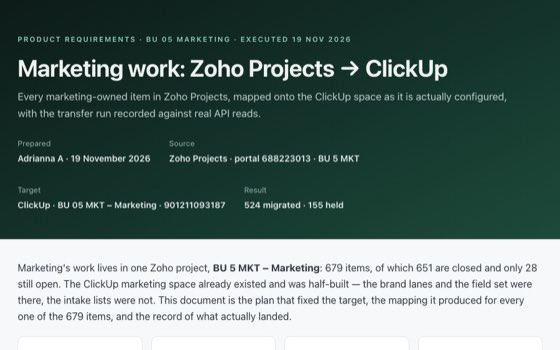 PRODUCT REQUIREMENTS · BU 05 MARKETING · EXECUTED 19 NOV 2026
Marketing work: Zoho Projects → ClickUp
Every marketing-owned item in Zoho Projects, mapped onto the ClickUp space as it is actually configured,
with the transfer run recorded against real API reads.
Prepared
Adrianna A · 19 November 2026
Source
Zoho Projects · portal 688223013 · BU 5 MKT
Target
ClickUp · BU 05 MKT – Marketing · 901211093187
Result
524 migrated · 155 held
Marketing's work lives in one Zoho project, BU 5 MKT – Marketing: 679 items, of which 651 are closed and only 28
still open. The ClickUp marketing space already existed and was half-built — the brand lanes and the field set were
there, the intake lists were not. This document is the plan that fixed the target, the mapping it produced for every
one of the 679 items, and the record of what actually landed.